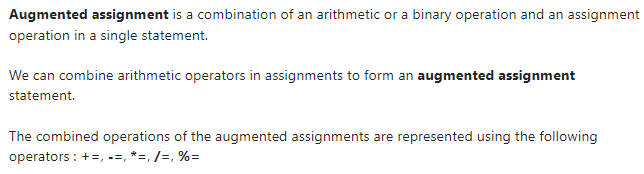 Augmented assignment is a combination of an arithmetic or a binary operation and an assignment
operation in a single statement.
We can combine arithmetic operators in assignments to form an augmented assignment
statement.
The combined operations of the augmented assignments are represented using the following
operators : +=, -=, *=, /=, %=